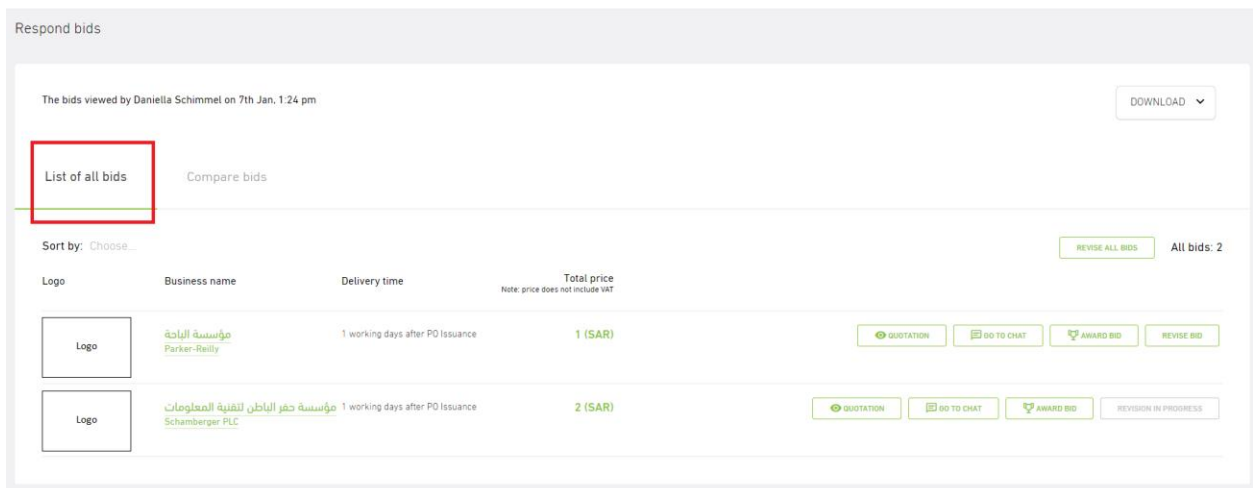 Respond bids
The bids viewed by Daniella Schimmel on 7th Jan, 1:24 pm
DOWNLOAD
List of all bids
Compare bids
Sort by: Choose...
REVISE ALL BIDS
All bids: 2
Logo
Business name
Delivery time
Total price
Note: price does not include VAT
Logo
مؤسسة الباحة
Parker-Reilly
1 working days after PO Issuance
1 (SAR)
QUOTATION
GO TO CHAT
AWARD BID
REVISE BID
Logo
مؤسسة حفر الباطن لتقنية المعلومات
Schamberger PLC
1 working days after PO Issuance
2 (SAR)
QUOTATION
GO TO CHAT
AWARD BID
REVISION IN PROGRESS